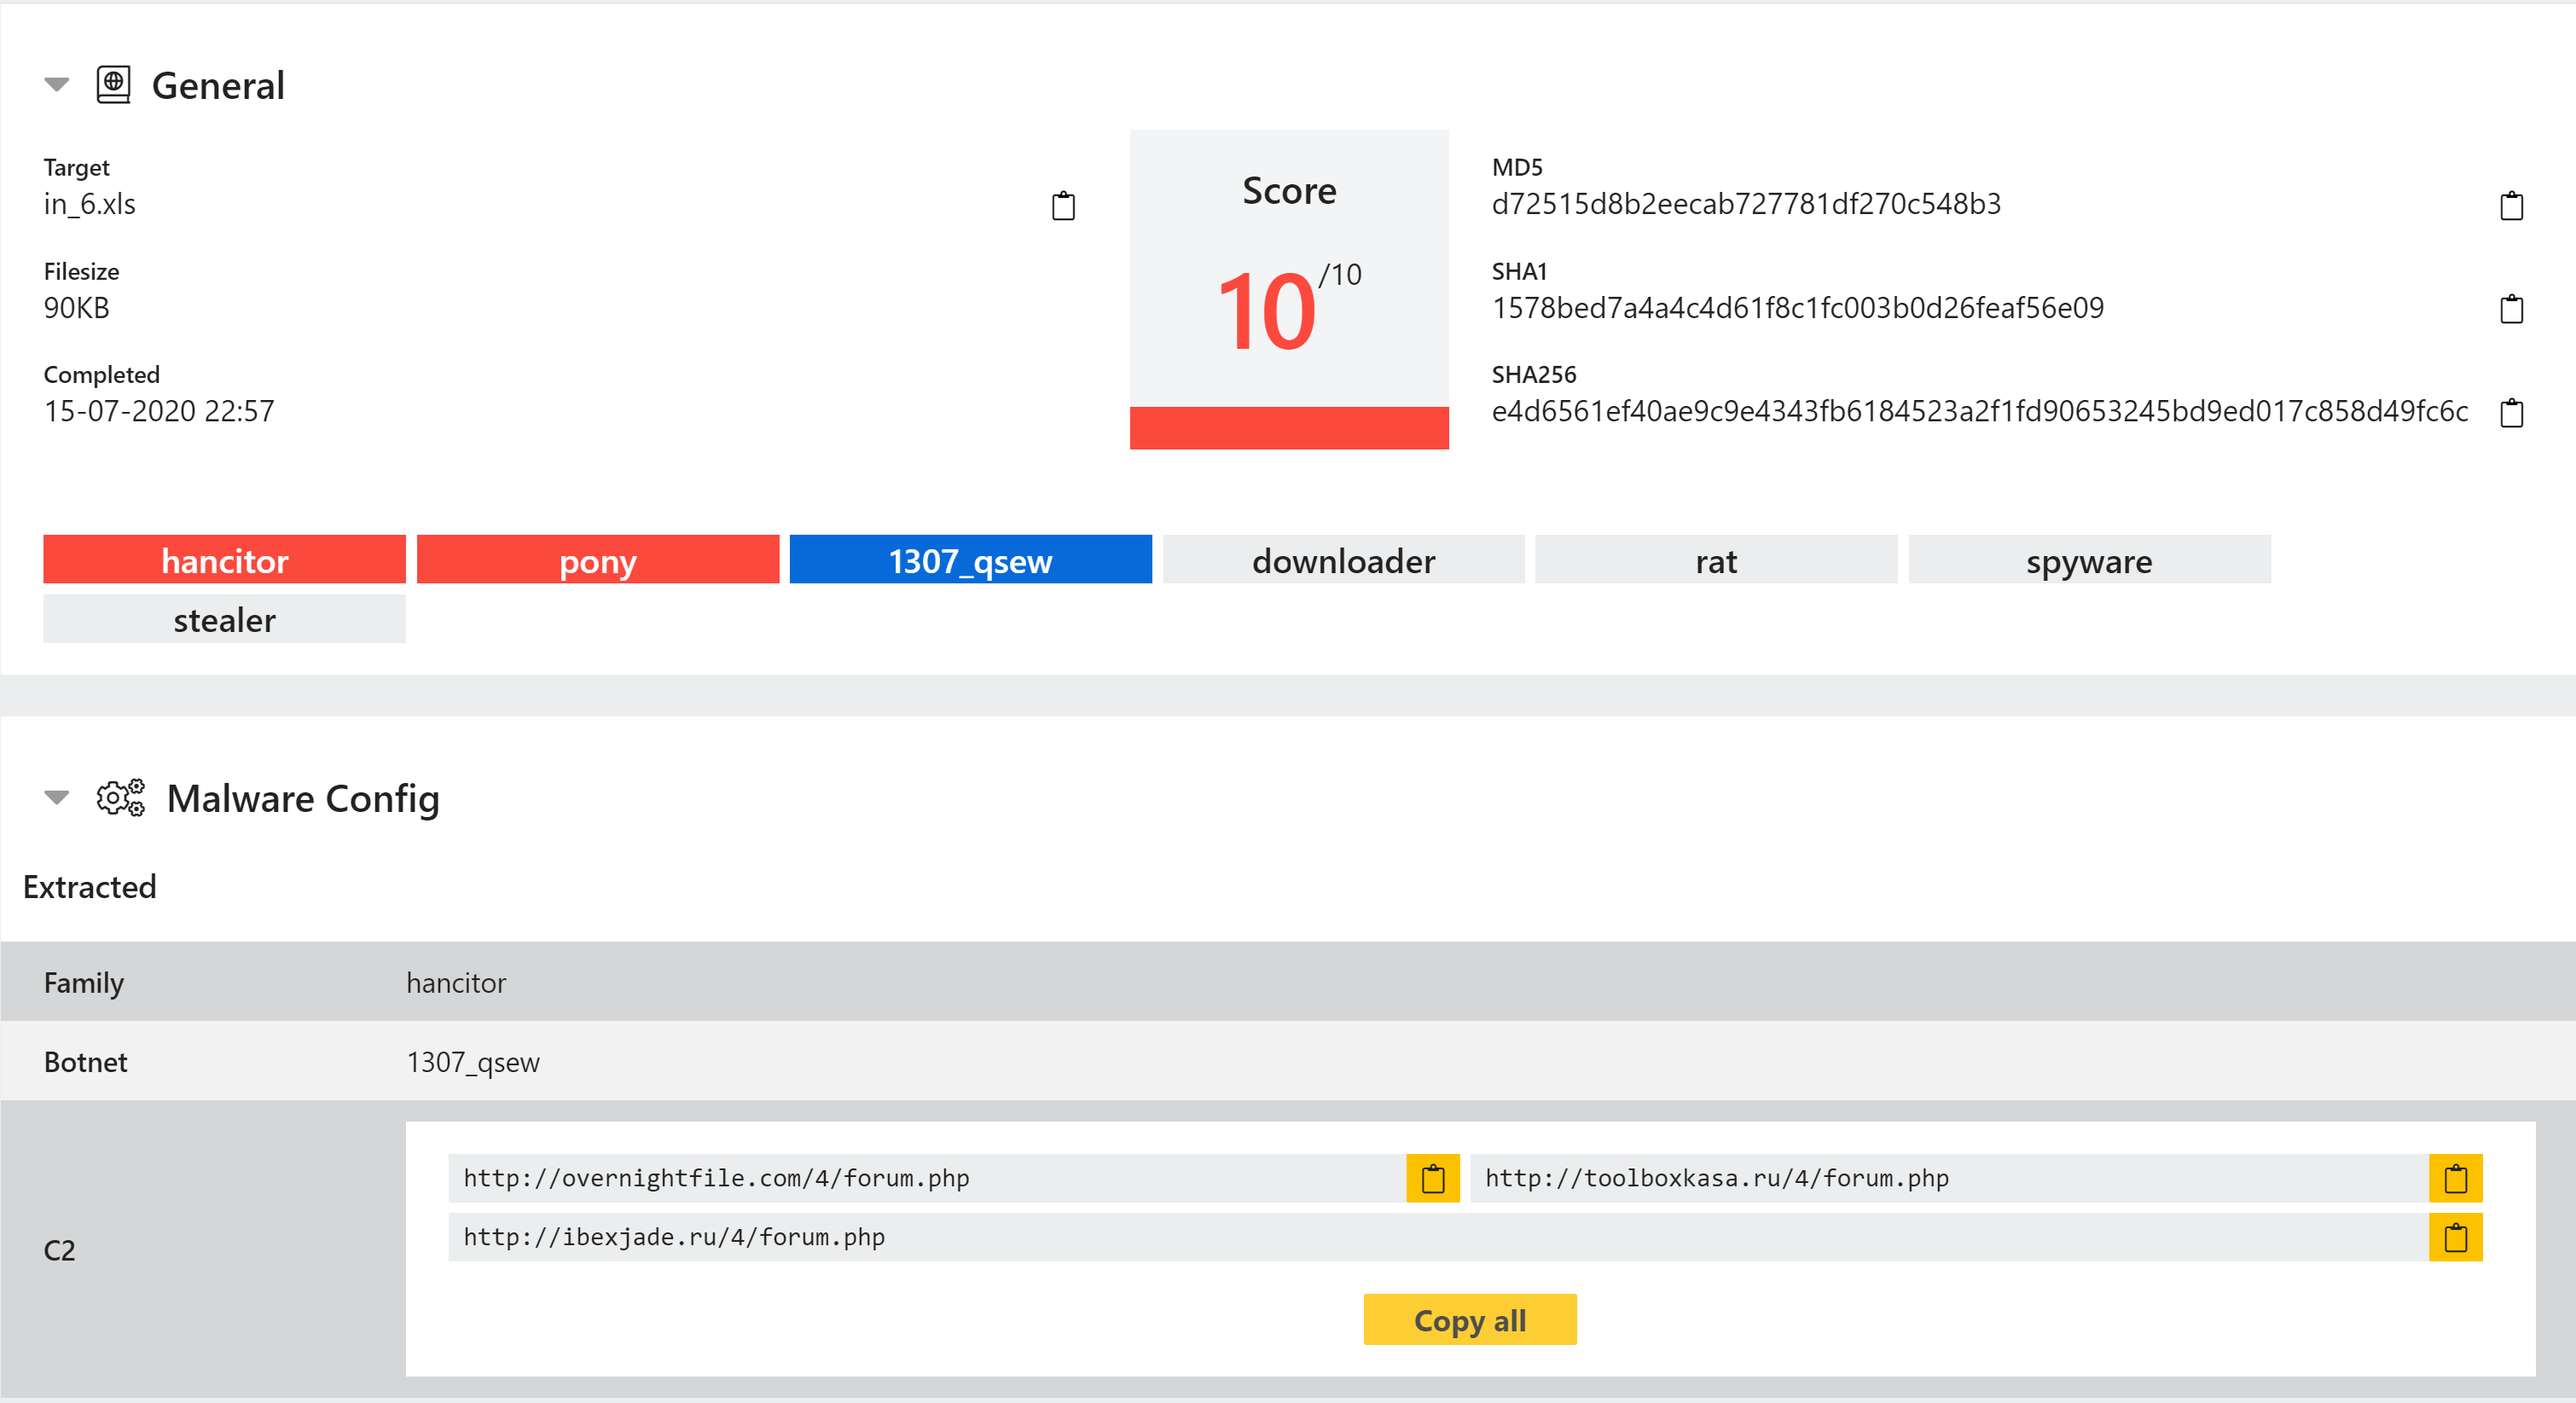 General
Target
in_6.xls
Filesize
90KB
Completed
15-07-2020 22:57
Score
10/10
MD5
d72515d8b2eecab727781df270c548b3
SHA1
1578bed7a4a4c4d61f8c1fc003b0d26feaf56e09
SHA256
e4d6561ef40ae9c9e4343fb6184523a2f1fd90653245bd9ed017c858d49fc6c
hancitor pony 1307_qsew downloader rat spyware
stealer
Malware Config
Extracted
Family hancitor
Botnet 1307_qsew
C2
http://overnightfile.com/4/forum.php http://toolboxkasa.ru/4/forum.php
http://ibexjade.ru/4/forum.php
Copy all